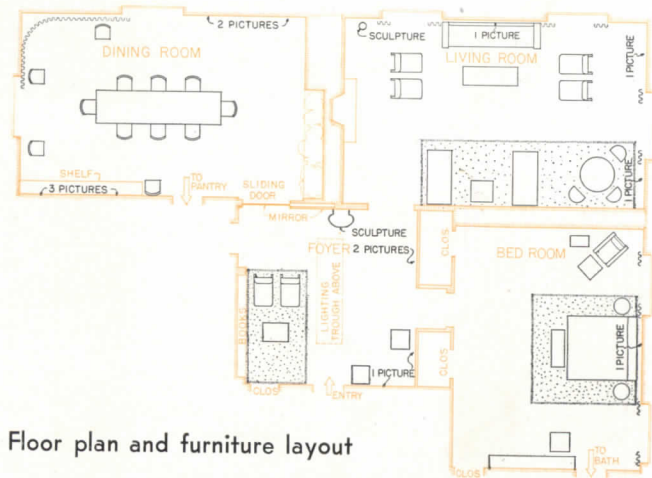 2 PICTURES
DINING ROOM
SHELF
3 PICTURES
TO
PANTRY
SLIDING
DOOR
MIRROR
SCULPTURE
1 PICTURE
LIVING ROOM
1 PICTURE
1 PICTURE
SCULPTURE
FOYER
2 PICTURES
LIGHTING
TROUGH ABOVE
BOOKS
CLOS
CLOS
CLOS
1 PICTURE
ENTRY
BED ROOM
1 PICTURE
CLOS
TO
BATH
Floor plan and furniture layout